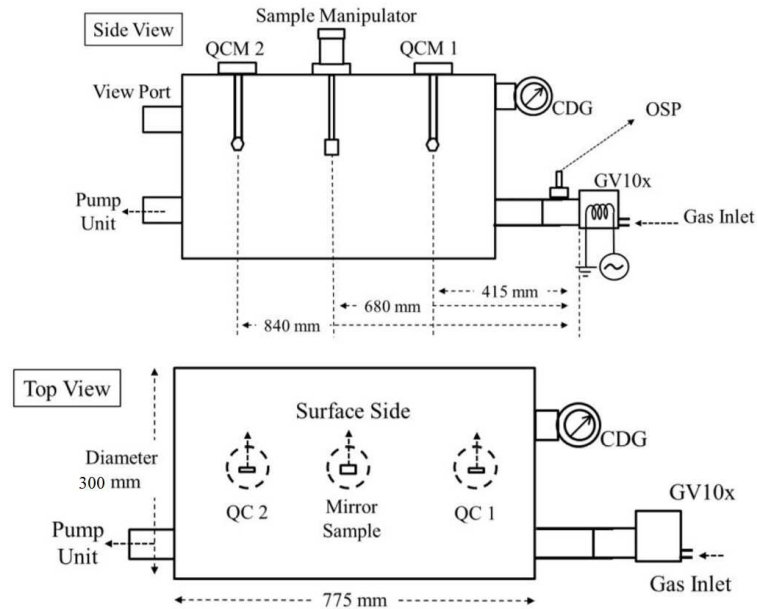 Side View
Sample Manipulator
QCM 2
QCM 1
View Port
CDG
OSP
GV10x
Pump
Unit
Gas Inlet
415 mm
680 mm
840 mm
Top View
Surface Side
CDG
Diameter
300 mm
QC 2
Mirror
Sample
QC 1
GV10x
Pump
Unit
Gas Inlet
775 mm